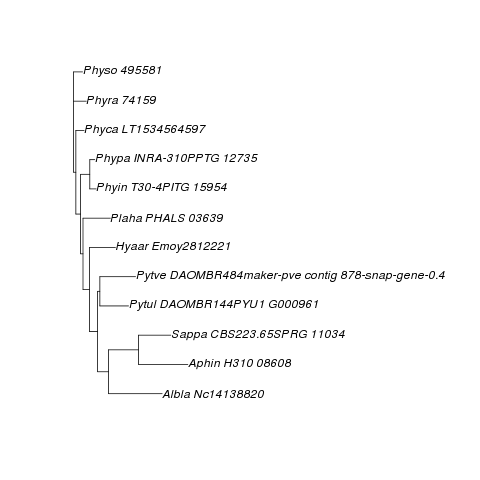 Physo 495581
Phyra 74159
Phyca LT1534564597
Phypa INRA-310PPTG 12735
Phyin T30-4PITG 15954
Plaha PHALS 03639
Hyaar Emoy2812221
Pytve DAOMBR484maker-pve contig 878-snap-gene-0.4
Pytul DAOMBR144PYU1 G000961
Sappa CBS223.65SPRG 11034
Aphin H310 08608
Albla Nc14138820